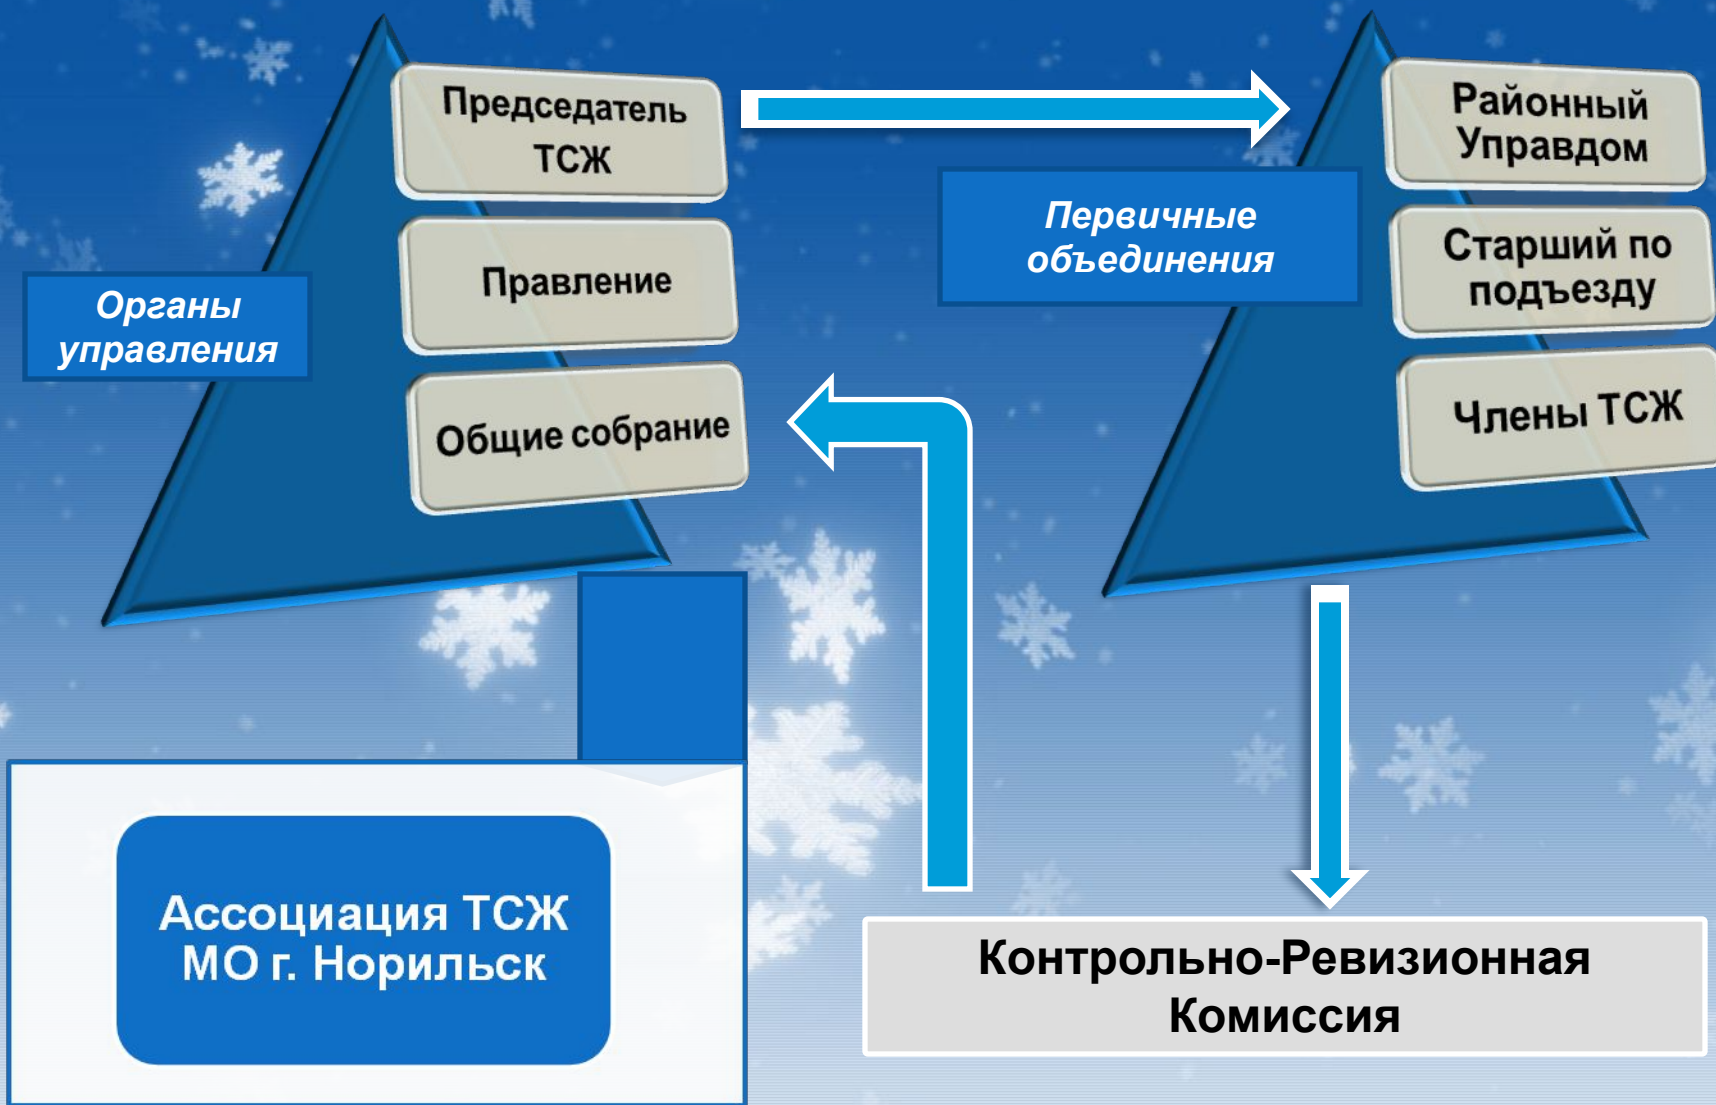 Председатель
ТСЖ
Правление
Общие собрание
Органы
управления
Первичные
объединения
Районный
Управдом
Старший по
подъезду
Члены ТСЖ
Ассоциация ТСЖ
МО г. Норильск
Контрольно-Ревизионная
Комиссия